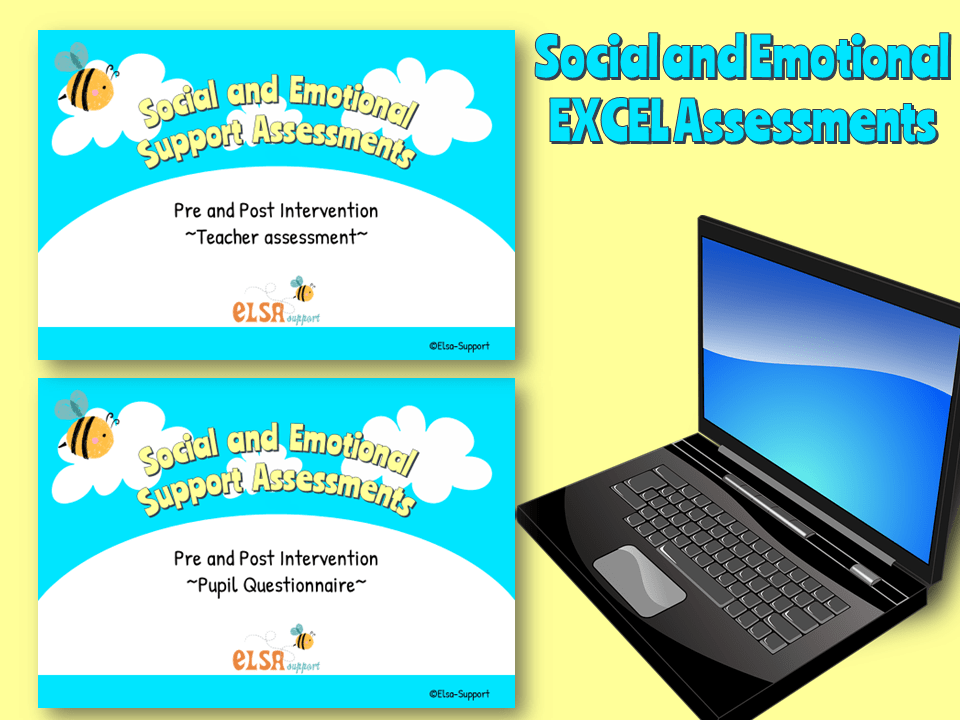 Social and Emotional
Support Assessments
Pre and Post Intervention
~Teacher assessment~
eLSA
support
©Elsa-Support
Social and Emotional
Support Assessments
Pre and Post Intervention
~Pupil Questionnaire~
eLSA
support
©Elsa-Support
Social and Emotional
EXCEL Assessments